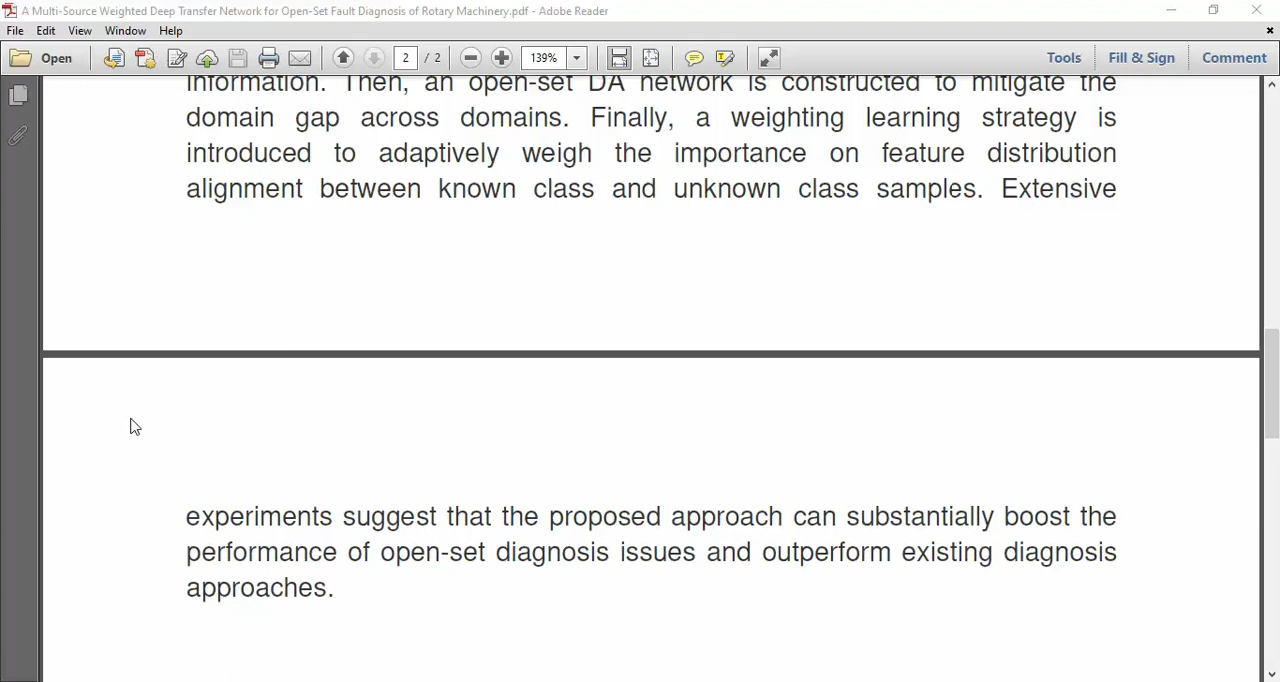 A Multi-Source Weighted Deep Transfer Network for Open-Set Fault Diagnosis of Rotary Machinery.pdf - Adobe Reader
File Edit View Window Help
Open 2 / 2 139% Tools Fill & Sign Comment
information. Then, an open-set DA network is constructed to mitigate the
domain gap across domains. Finally, a weighting learning strategy is
introduced to adaptively weigh the importance on feature distribution
alignment between known class and unknown class samples. Extensive
experiments suggest that the proposed approach can substantially boost the
performance of open-set diagnosis issues and outperform existing diagnosis
approaches.